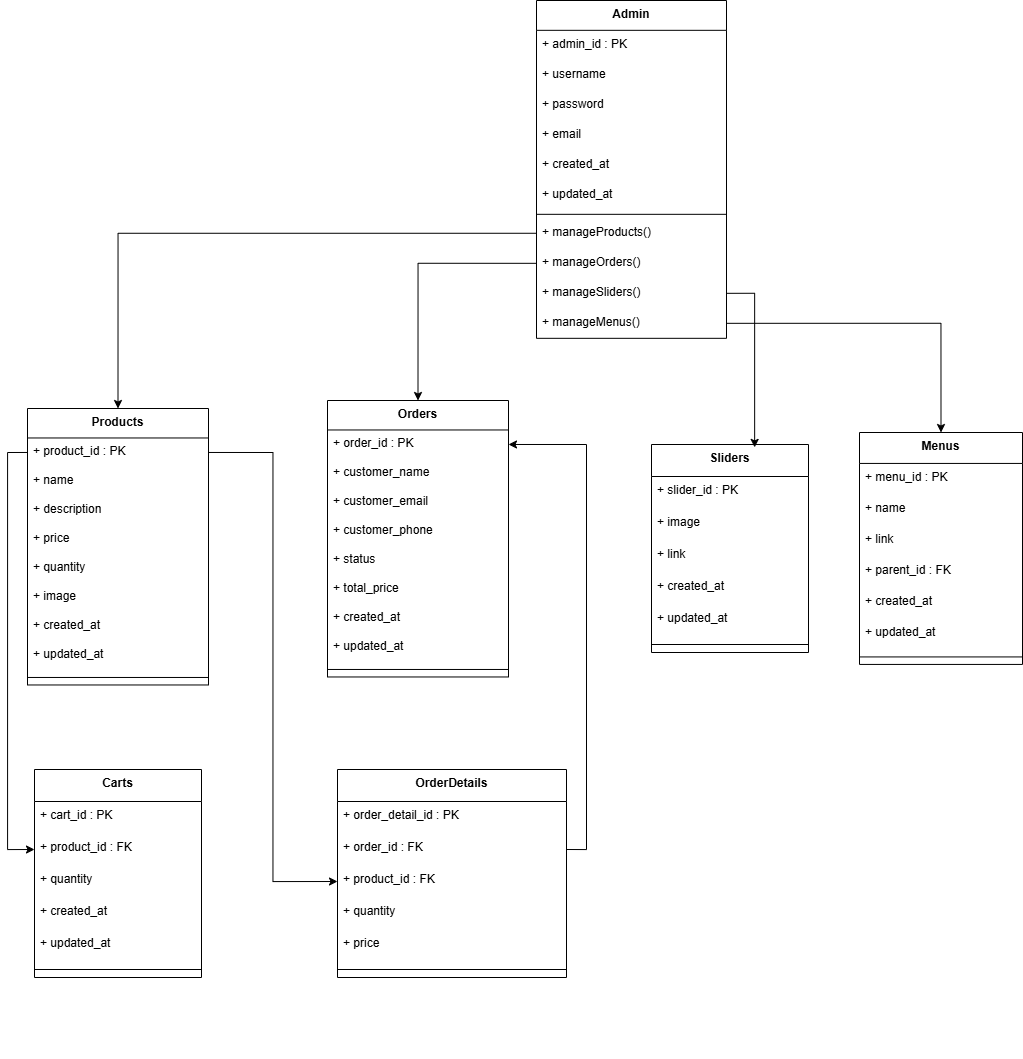 Admin
+ admin_id : PK
+ username
+ password
+ email
+ created_at
+ updated_at
+ manageProducts()
+ manageOrders()
+ manageSliders()
+ manageMenus()
Products
+ product_id : PK
+ name
+ description
+ price
+ quantity
+ image
+ created_at
+ updated_at
Orders
+ order_id : PK
+ customer_name
+ customer_email
+ customer_phone
+ status
+ total_price
+ created_at
+ updated_at
Sliders
+ slider_id : PK
+ image
+ link
+ created_at
+ updated_at
Menus
+ menu_id : PK
+ name
+ link
+ parent_id : FK
+ created_at
+ updated_at
Carts
+ cart_id : PK
+ product_id : FK
+ quantity
+ created_at
+ updated_at
OrderDetails
+ order_detail_id : PK
+ order_id : FK
+ product_id : FK
+ quantity
+ price